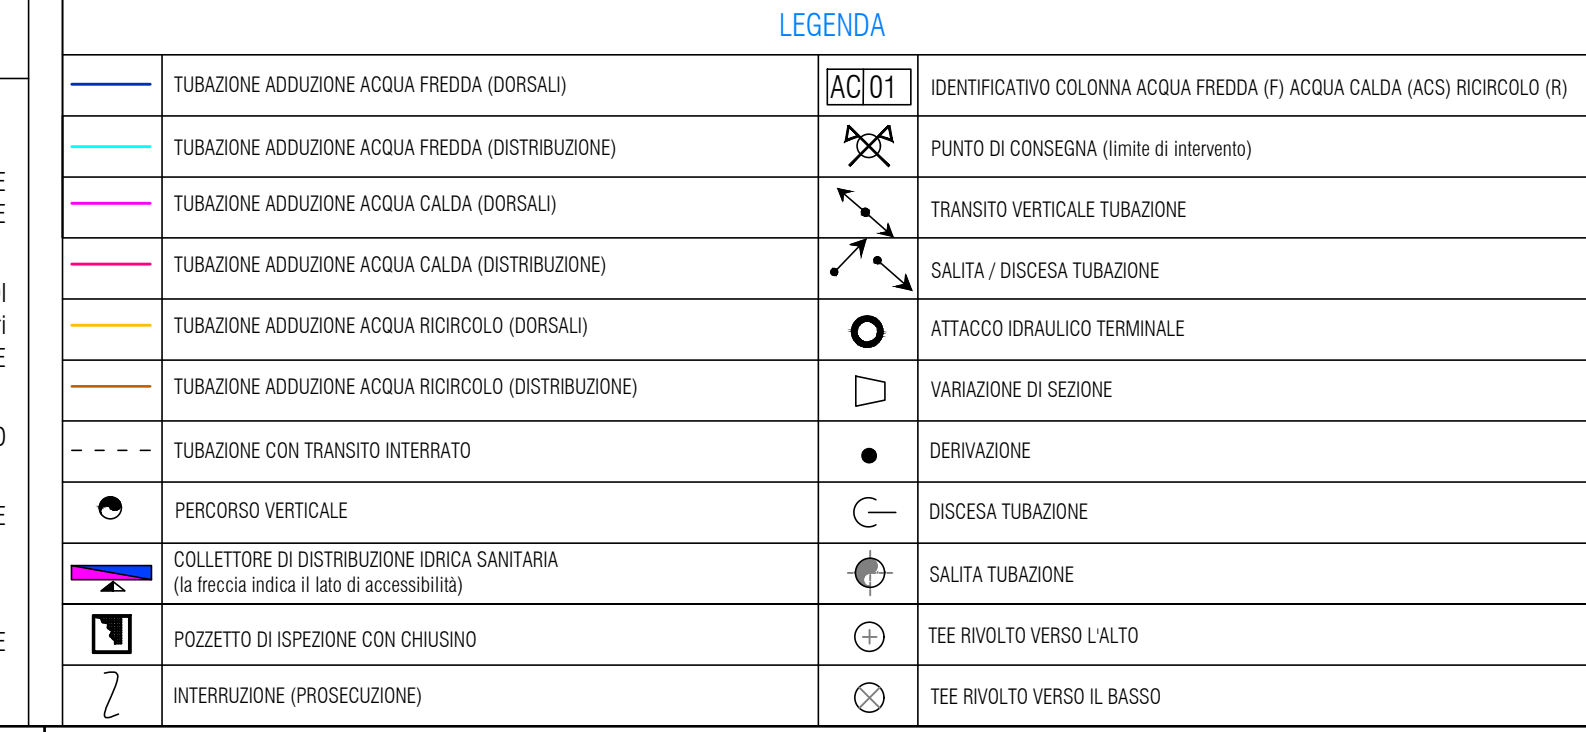 LEGENDA
TUBAZIONE ADDUZIONE ACQUA FREDDA (DORSALI)
AC 01
IDENTIFICATIVO COLONNA ACQUA FREDDA (F) ACQUA CALDA (ACS) RICIRCOLO (R)
TUBAZIONE ADDUZIONE ACQUA FREDDA (DISTRIBUZIONE)
PUNTO DI CONSEGNA (limite di intervento)
TUBAZIONE ADDUZIONE ACQUA CALDA (DORSALI)
TRANSITO VERTICALE TUBAZIONE
TUBAZIONE ADDUZIONE ACQUA CALDA (DISTRIBUZIONE)
SALITA / DISCESA TUBAZIONE
TUBAZIONE ADDUZIONE ACQUA RICIRCOLO (DORSALI)
ATTACCO IDRAULICO TERMINALE
TUBAZIONE ADDUZIONE ACQUA RICIRCOLO (DISTRIBUZIONE)
VARIAZIONE DI SEZIONE
TUBAZIONE CON TRANSITO INTERRATO
DERIVAZIONE
PERCORSO VERTICALE
DISCESA TUBAZIONE
COLLETTORE DI DISTRIBUZIONE IDRICA SANITARIA
(la freccia indica il lato di accessibilità)
SALITA TUBAZIONE
POZZETTO DI ISPEZIONE CON CHIUSINO
TEE RIVOLTO VERSO L'ALTO
INTERRUZIONE (PROSECUZIONE)
TEE RIVOLTO VERSO IL BASSO